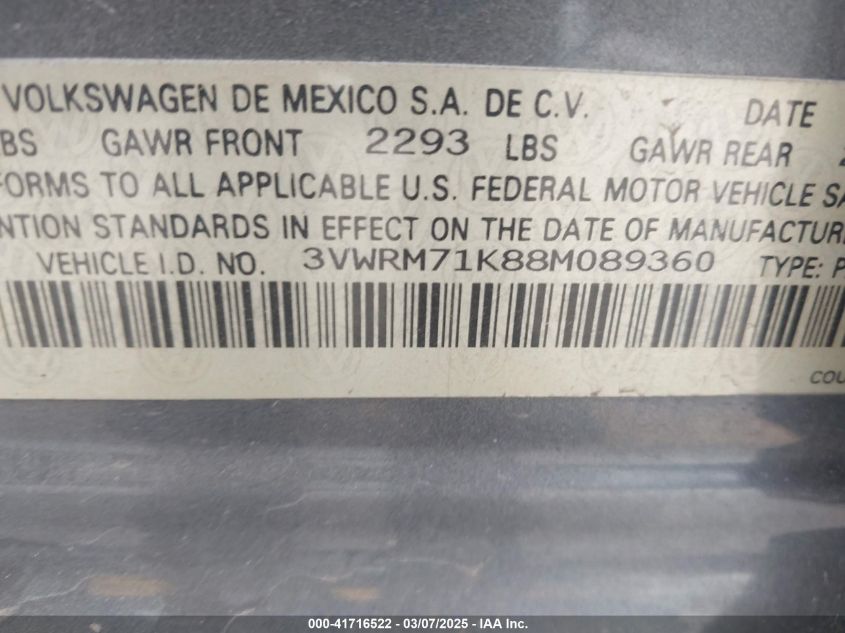 VOLKSWAGEN DE MEXICO S.A. DE C.V. DATE
BS GAWR FRONT 2293 LBS GAWR REAR
FORMS TO ALL APPLICABLE U.S. FEDERAL MOTOR VEHICLE SA
NTION STANDARDS IN EFFECT ON THE DATE OF MANUFACTUR
VEHICLE I.D. NO. 3VWRM71K88M089360 TYPE: P
COU
000-41716522 - 03/07/2025 - IAA Inc.